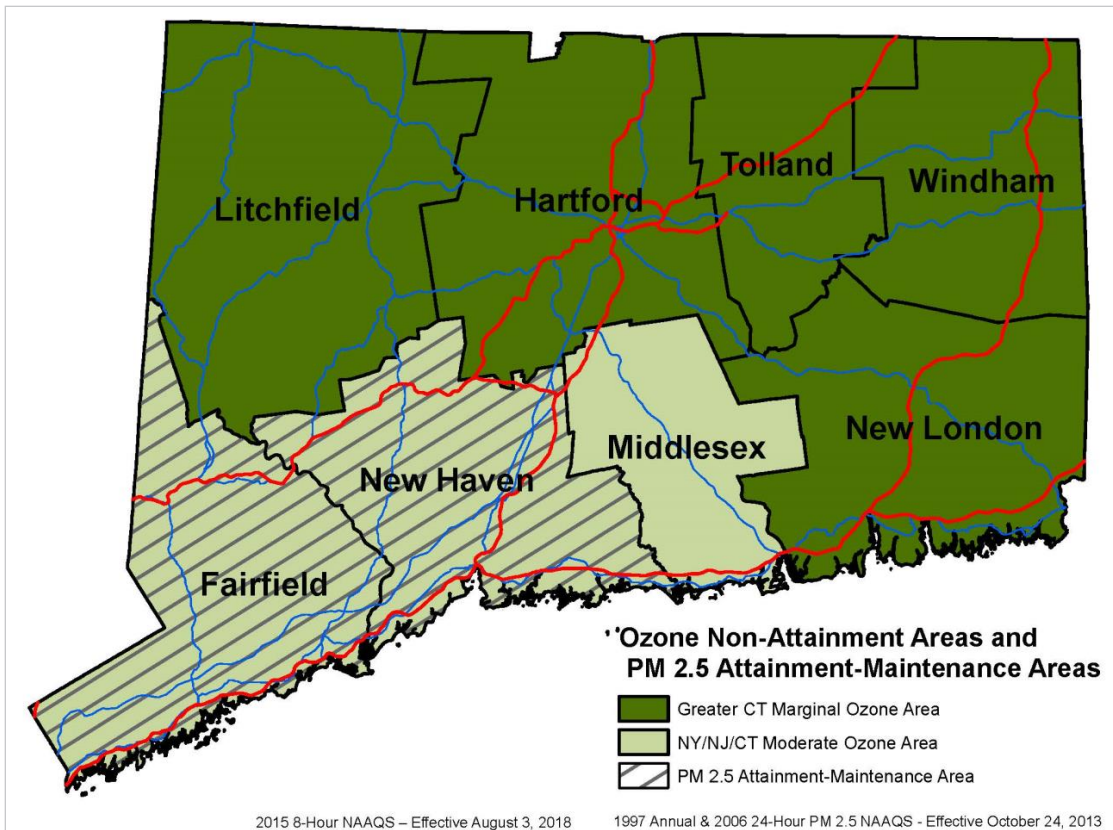 Litchfield
Hartford
Tolland
Windham
New Haven
Middlesex
New London
Fairfield
Ozone Non-Attainment Areas and
PM 2.5 Attainment-Maintenance Areas
Greater CT Marginal Ozone Area
NY/NJ/CT Moderate Ozone Area
PM 2.5 Attainment-Maintenance Area
2015 8-Hour NAAQS – Effective August 3, 2018 1997 Annual & 2006 24-Hour PM 2.5 NAAQS - Effective October 24, 2013